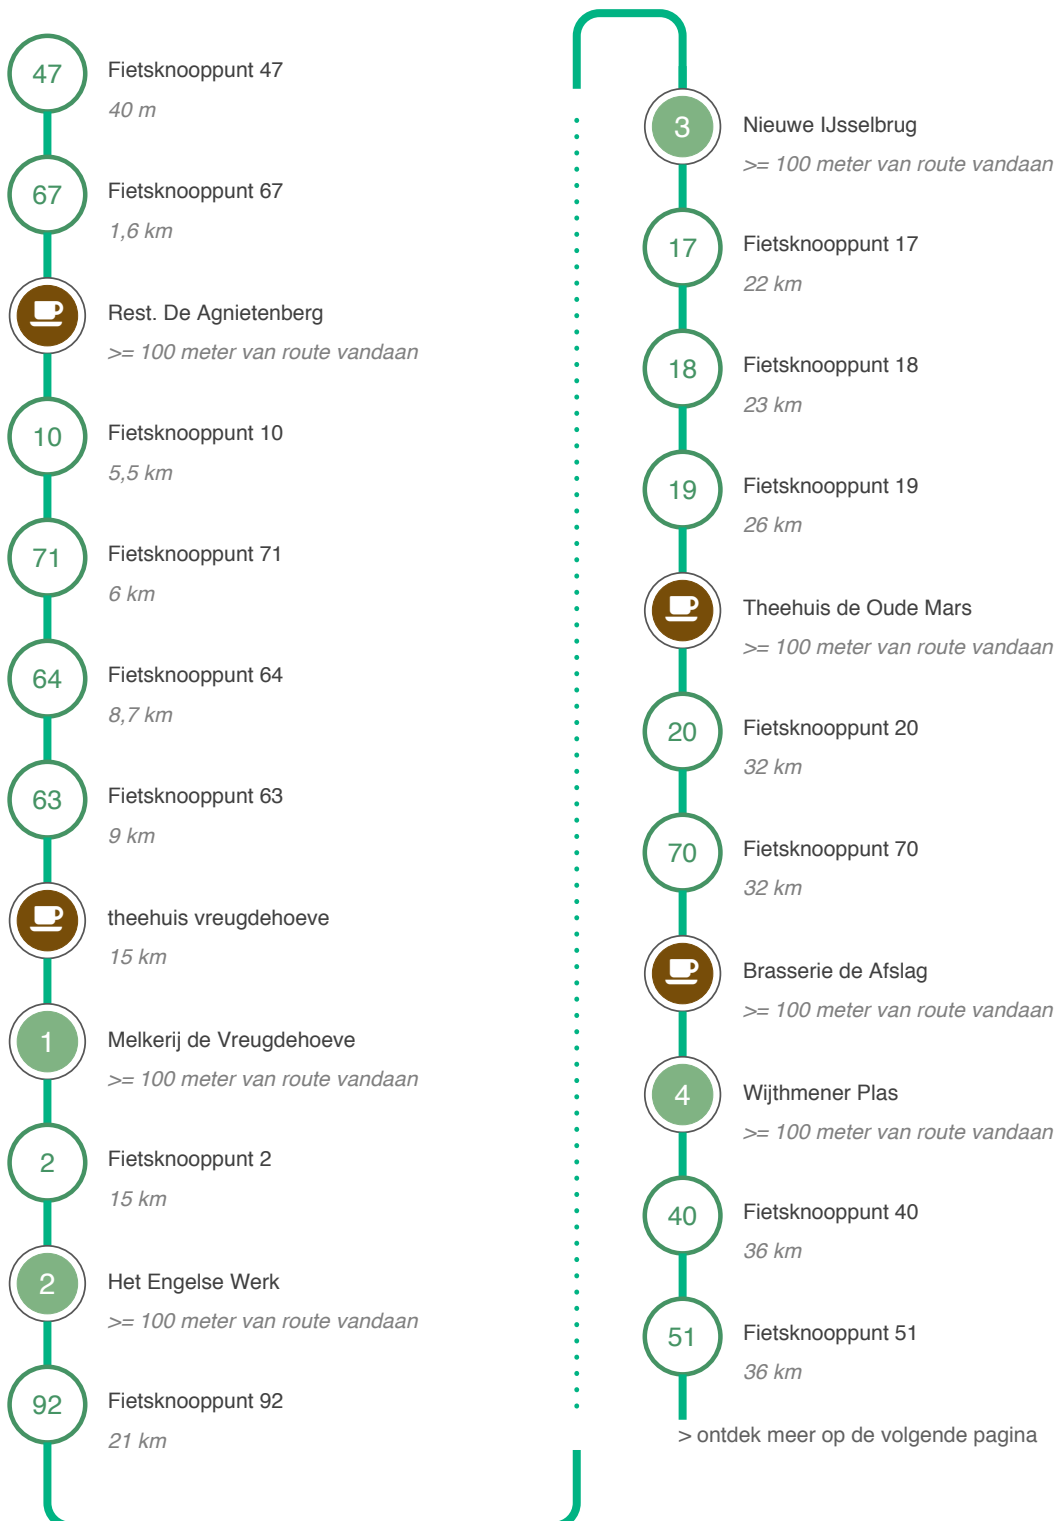 47
Fietsknooppunt 47
40 m
67
Fietsknooppunt 67
1,6 km
Rest. De Agnietenberg
>= 100 meter van route vandaan
10
Fietsknooppunt 10
5,5 km
71
Fietsknooppunt 71
6 km
64
Fietsknooppunt 64
8,7 km
63
Fietsknooppunt 63
9 km
theehuis vreugdehoeve
15 km
1
Melkerij de Vreugdehoeve
>= 100 meter van route vandaan
2
Fietsknooppunt 2
15 km
2
Het Engelse Werk
>= 100 meter van route vandaan
92
Fietsknooppunt 92
21 km
3
Nieuwe IJsselbrug
>= 100 meter van route vandaan
17
Fietsknooppunt 17
22 km
18
Fietsknooppunt 18
23 km
19
Fietsknooppunt 19
26 km
Theehuis de Oude Mars
>= 100 meter van route vandaan
20
Fietsknooppunt 20
32 km
70
Fietsknooppunt 70
32 km
Brasserie de Afslag
>= 100 meter van route vandaan
4
Wijthmener Plas
>= 100 meter van route vandaan
40
Fietsknooppunt 40
36 km
51
Fietsknooppunt 51
36 km
> ontdek meer op de volgende pagina